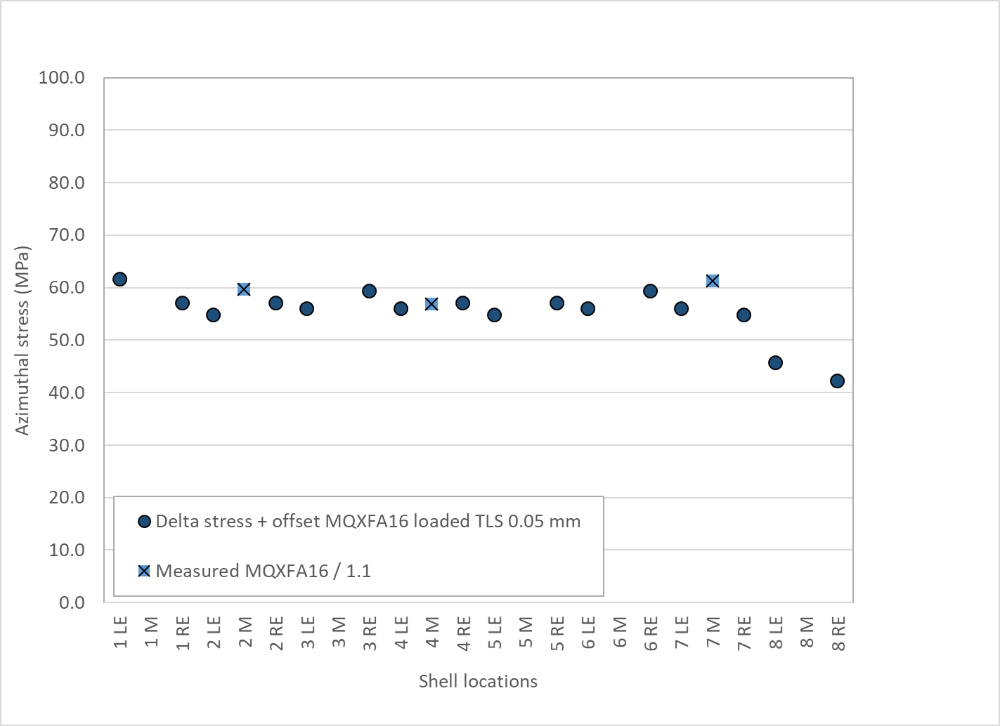 100.0
90.0
80.0
70.0
60.0
50.0
40.0
30.0
20.0
10.0
0.0
Azimuthal stress (MPa)
Delta stress + offset MQXFA16 loaded TLS 0.05 mm
Measured MQXFA16 / 1.1
1 LE
1 M
1 RE
2 LE
2 M
2 RE
3 LE
3 M
3 RE
4 LE
4 M
4 RE
5 LE
5 M
5 RE
6 LE
6 M
6 RE
7 LE
7 M
7 RE
8 LE
8 M
8 RE
Shell locations